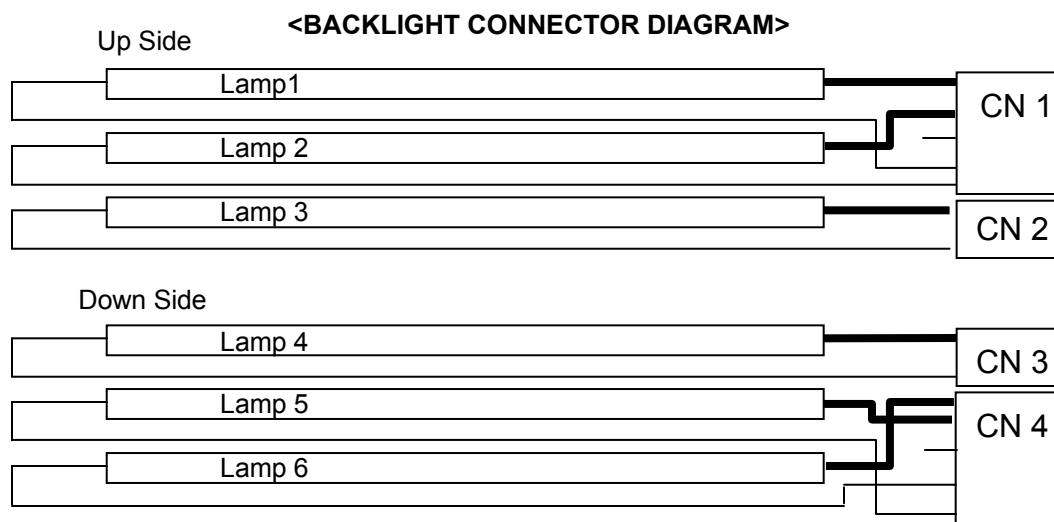 <BACKLIGHT CONNECTOR DIAGRAM>
Up Side
Lamp1
CN 1
Lamp 2
Lamp 3
CN 2
Down Side
Lamp 4
CN 3
Lamp 5
CN 4
Lamp 6